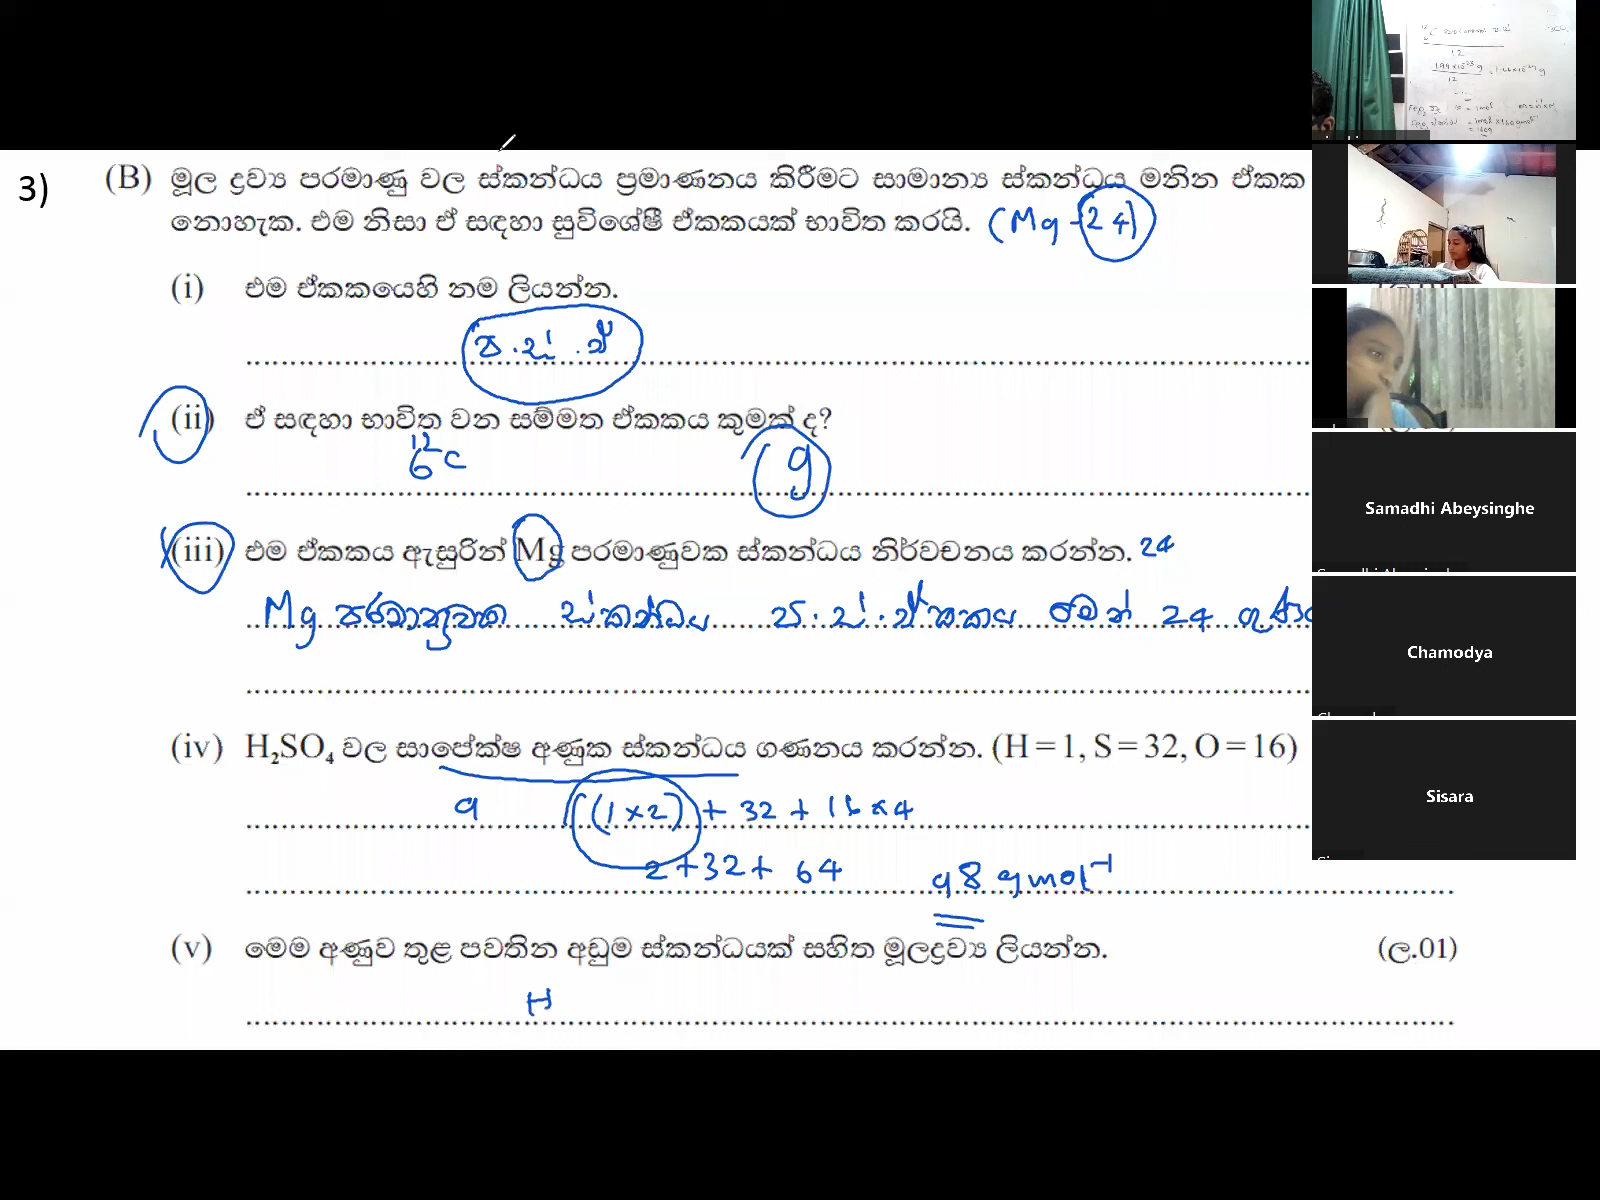 3)
(B) මූල ද්‍රව්‍ය පරමාණු වල ස්කන්ධය ප්‍රමාණනය කිරීමට සාමාන්‍ය ස්කන්ධය මනින ඒකක
නොහැක. එම නිසා ඒ සඳහා සුවිශේෂී ඒකකයක් භාවිත කරයි. (Mg - 24)
(i) එම ඒකකයෙහි නම ලියන්න.
ප.ස්.ඒ
(ii) ඒ සඳහා භාවිත වන සම්මත ඒකකය කුමක් ද?
¹²₆C g
(iii) එම ඒකකය ඇසුරින් Mg පරමාණුවක ස්කන්ධය නිර්වචනය කරන්න. 24
Mg පරමාණුවක ස්කන්ධය ප.ස්.ඒකකය මෙන් 24
(iv) H₂SO₄ වල සාපේක්ෂ අණුක ස්කන්ධය ගණනය කරන්න. (H = 1, S = 32, O = 16)
9 (1 × 2) + 32 + 16 × 4
2 + 32 + 64 98 gmol⁻¹
(v) මෙම අණුව තුළ පවතින අඩුම ස්කන්ධයක් සහිත මූලද්‍රව්‍ය ලියන්න. (ල.01)
H
Samadhi Abeysinghe
Chamodya
Sisara